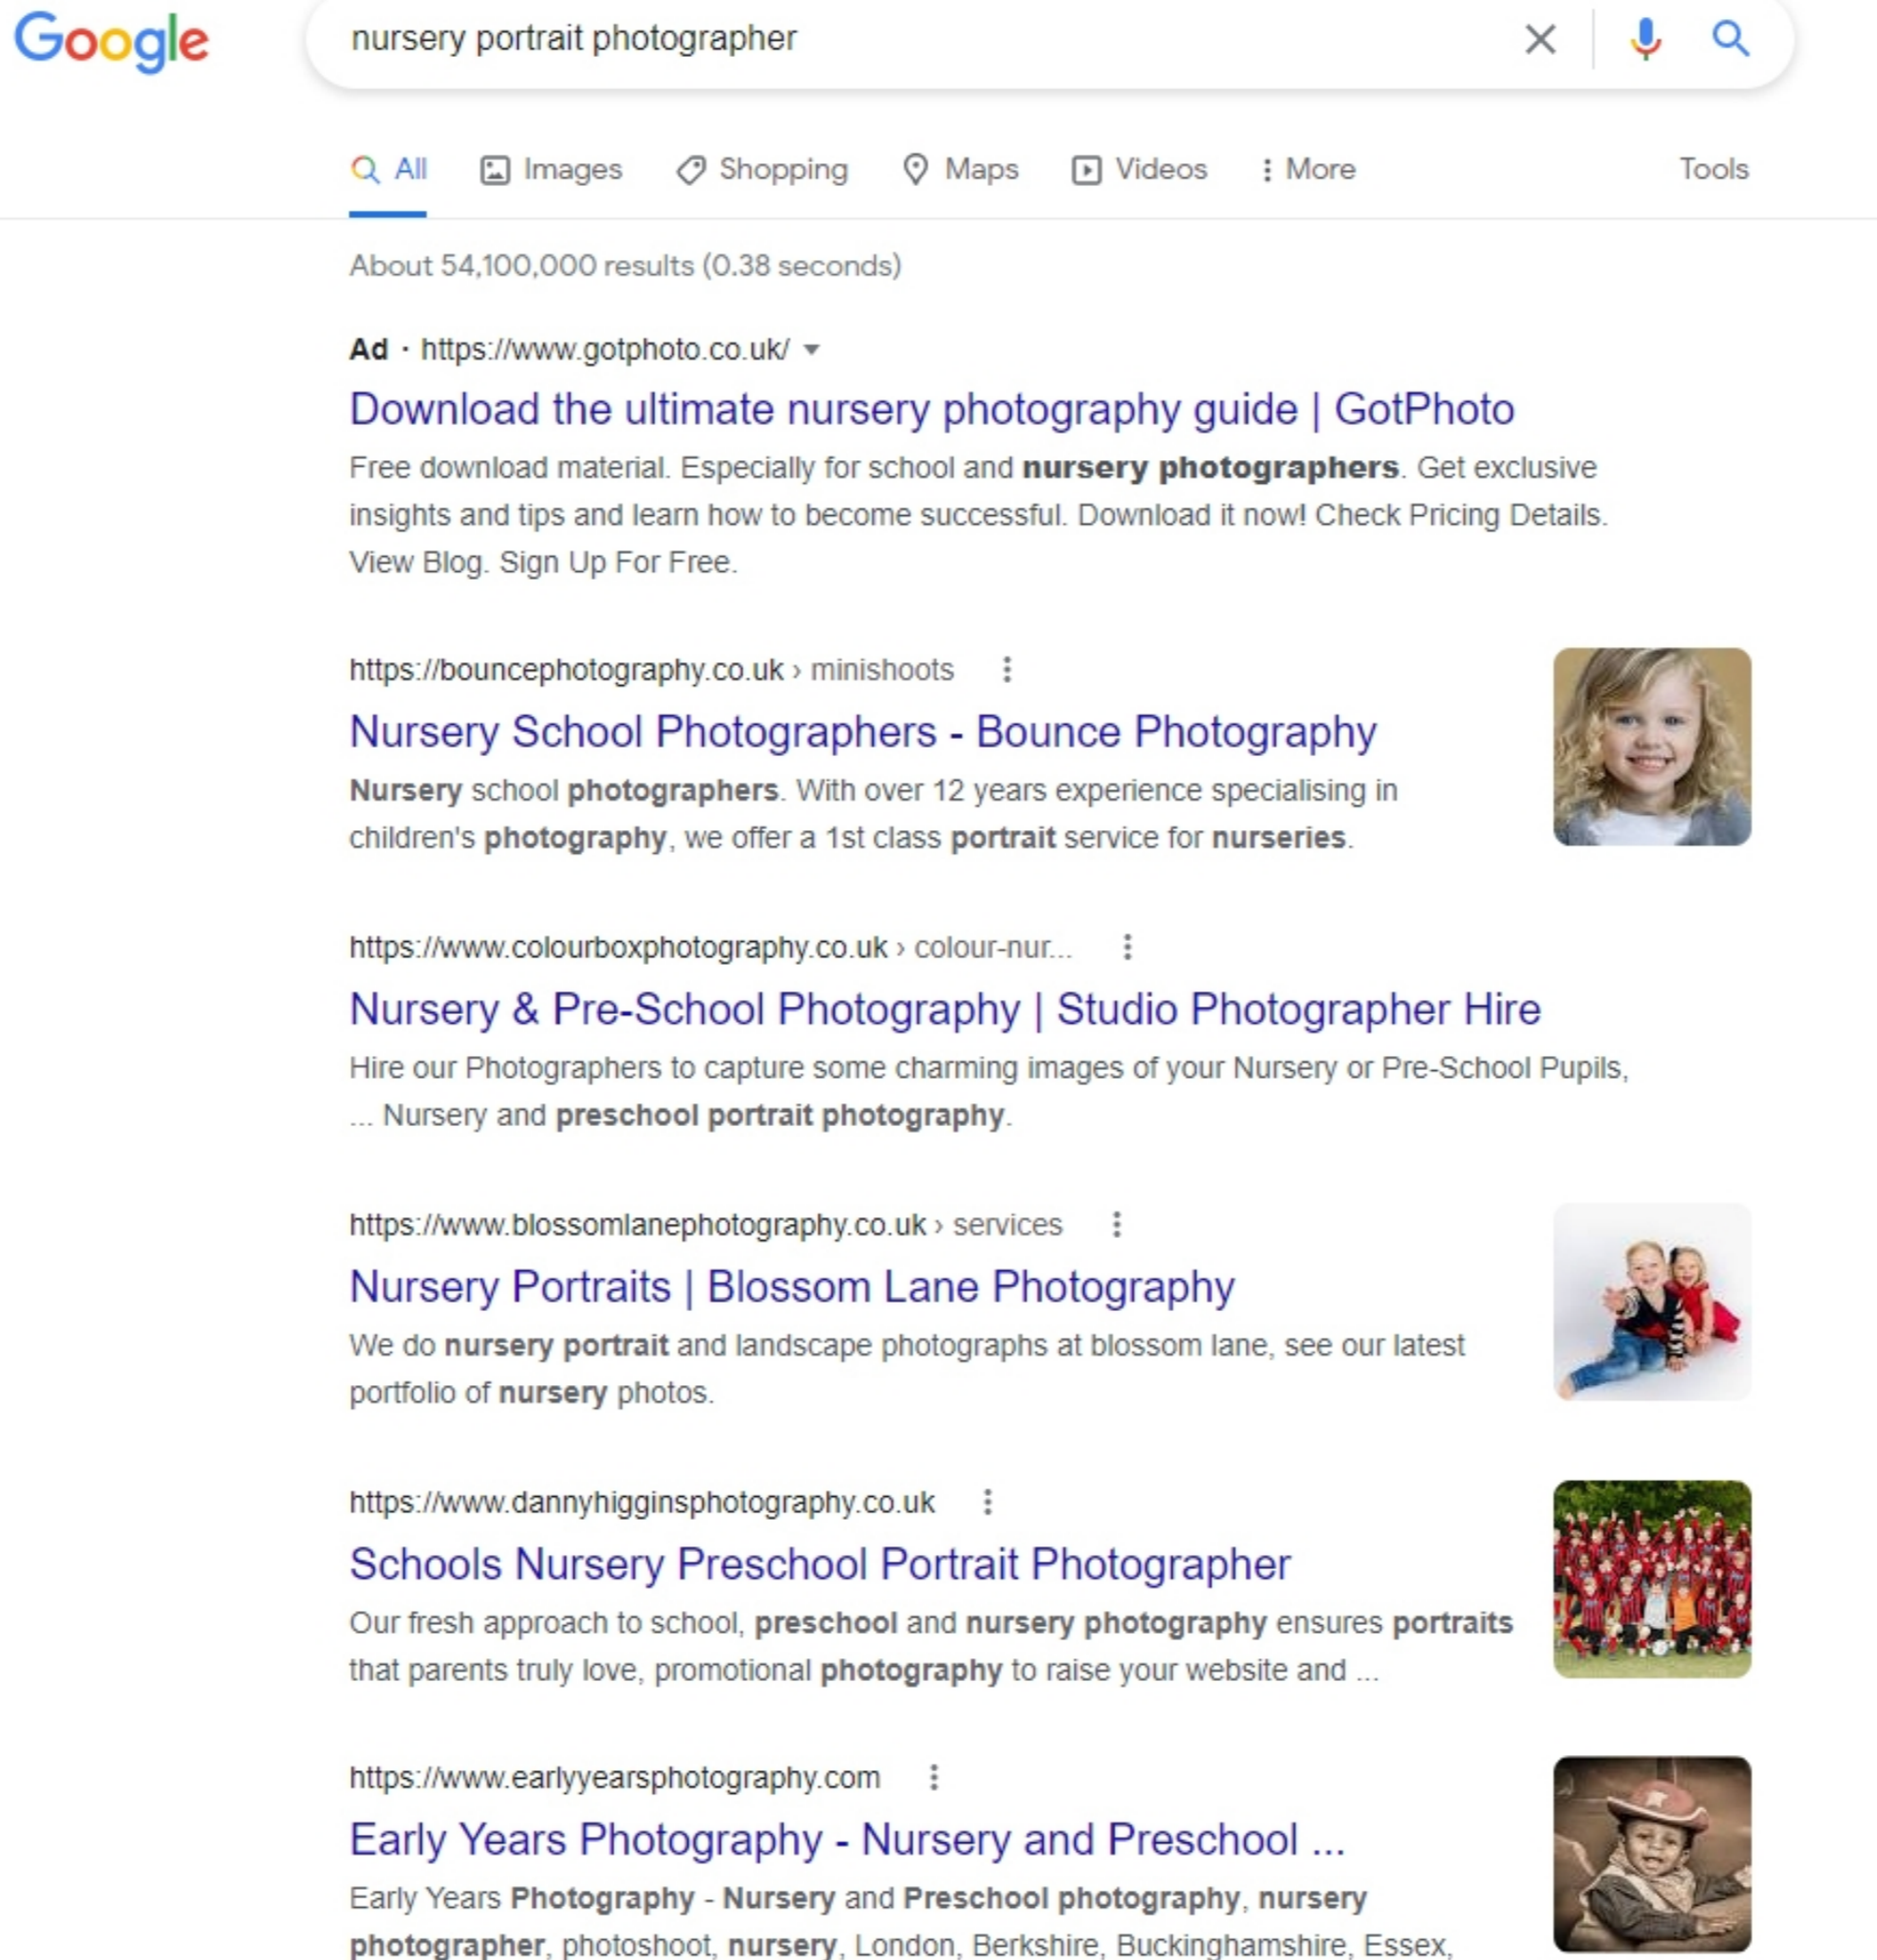 Google
nursery portrait photographer
All Images Shopping Maps Videos More Tools
About 54,100,000 results (0.38 seconds)
Ad · https://www.gotphoto.co.uk/
Download the ultimate nursery photography guide | GotPhoto
Free download material. Especially for school and nursery photographers. Get exclusive
insights and tips and learn how to become successful. Download it now! Check Pricing Details.
View Blog. Sign Up For Free.
https://bouncephotography.co.uk › minishoots
Nursery School Photographers - Bounce Photography
Nursery school photographers. With over 12 years experience specialising in
children's photography, we offer a 1st class portrait service for nurseries.
https://www.colourboxphotography.co.uk › colour-nur...
Nursery & Pre-School Photography | Studio Photographer Hire
Hire our Photographers to capture some charming images of your Nursery or Pre-School Pupils,
... Nursery and preschool portrait photography.
https://www.blossomlanephotography.co.uk › services
Nursery Portraits | Blossom Lane Photography
We do nursery portrait and landscape photographs at blossom lane, see our latest
portfolio of nursery photos.
https://www.dannyhigginsphotography.co.uk
Schools Nursery Preschool Portrait Photographer
Our fresh approach to school, preschool and nursery photography ensures portraits
that parents truly love, promotional photography to raise your website and ...
https://www.earlyyearsphotography.com
Early Years Photography - Nursery and Preschool ...
Early Years Photography - Nursery and Preschool photography, nursery
photographer, photoshoot, nursery, London, Berkshire, Buckinghamshire, Essex,